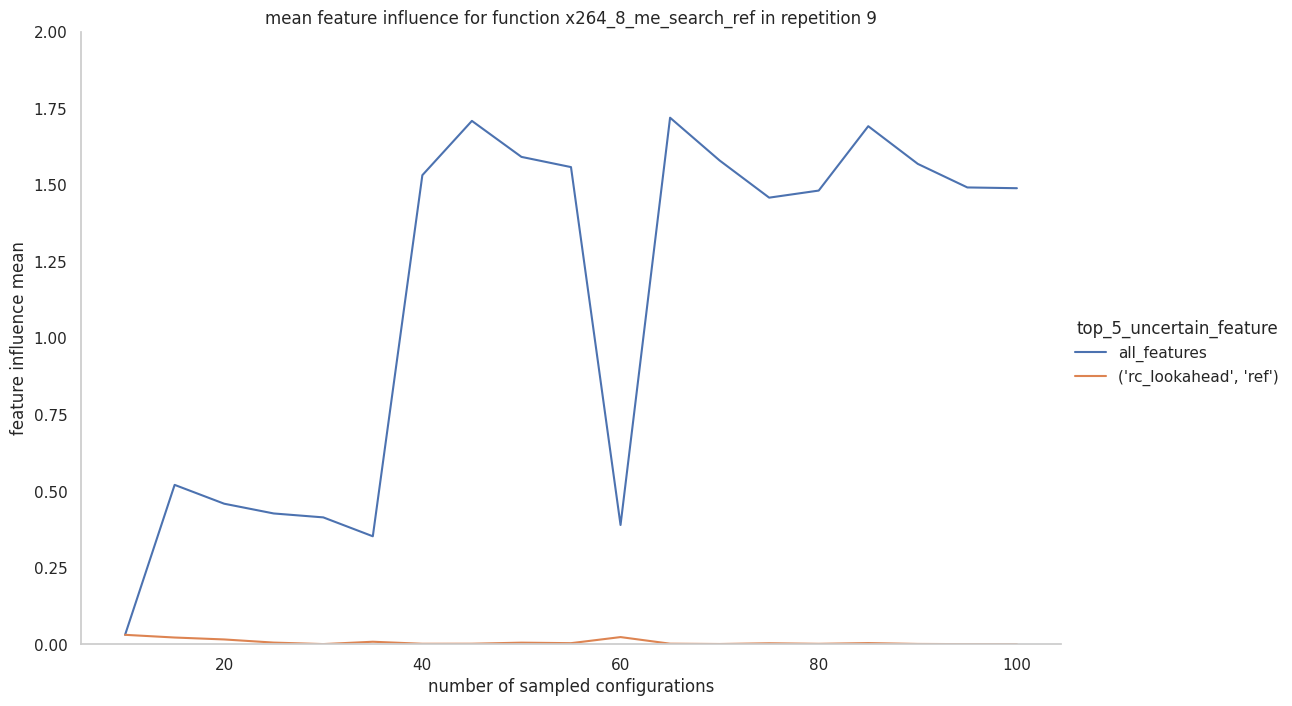 mean feature influence for function x264_8_me_search_ref in repetition 9
2.00
1.75
1.50
1.25
1.00
0.75
0.50
0.25
0.00
feature influence mean
20 40 60 80 100
number of sampled configurations
top_5_uncertain_feature
all_features
('rc_lookahead', 'ref')